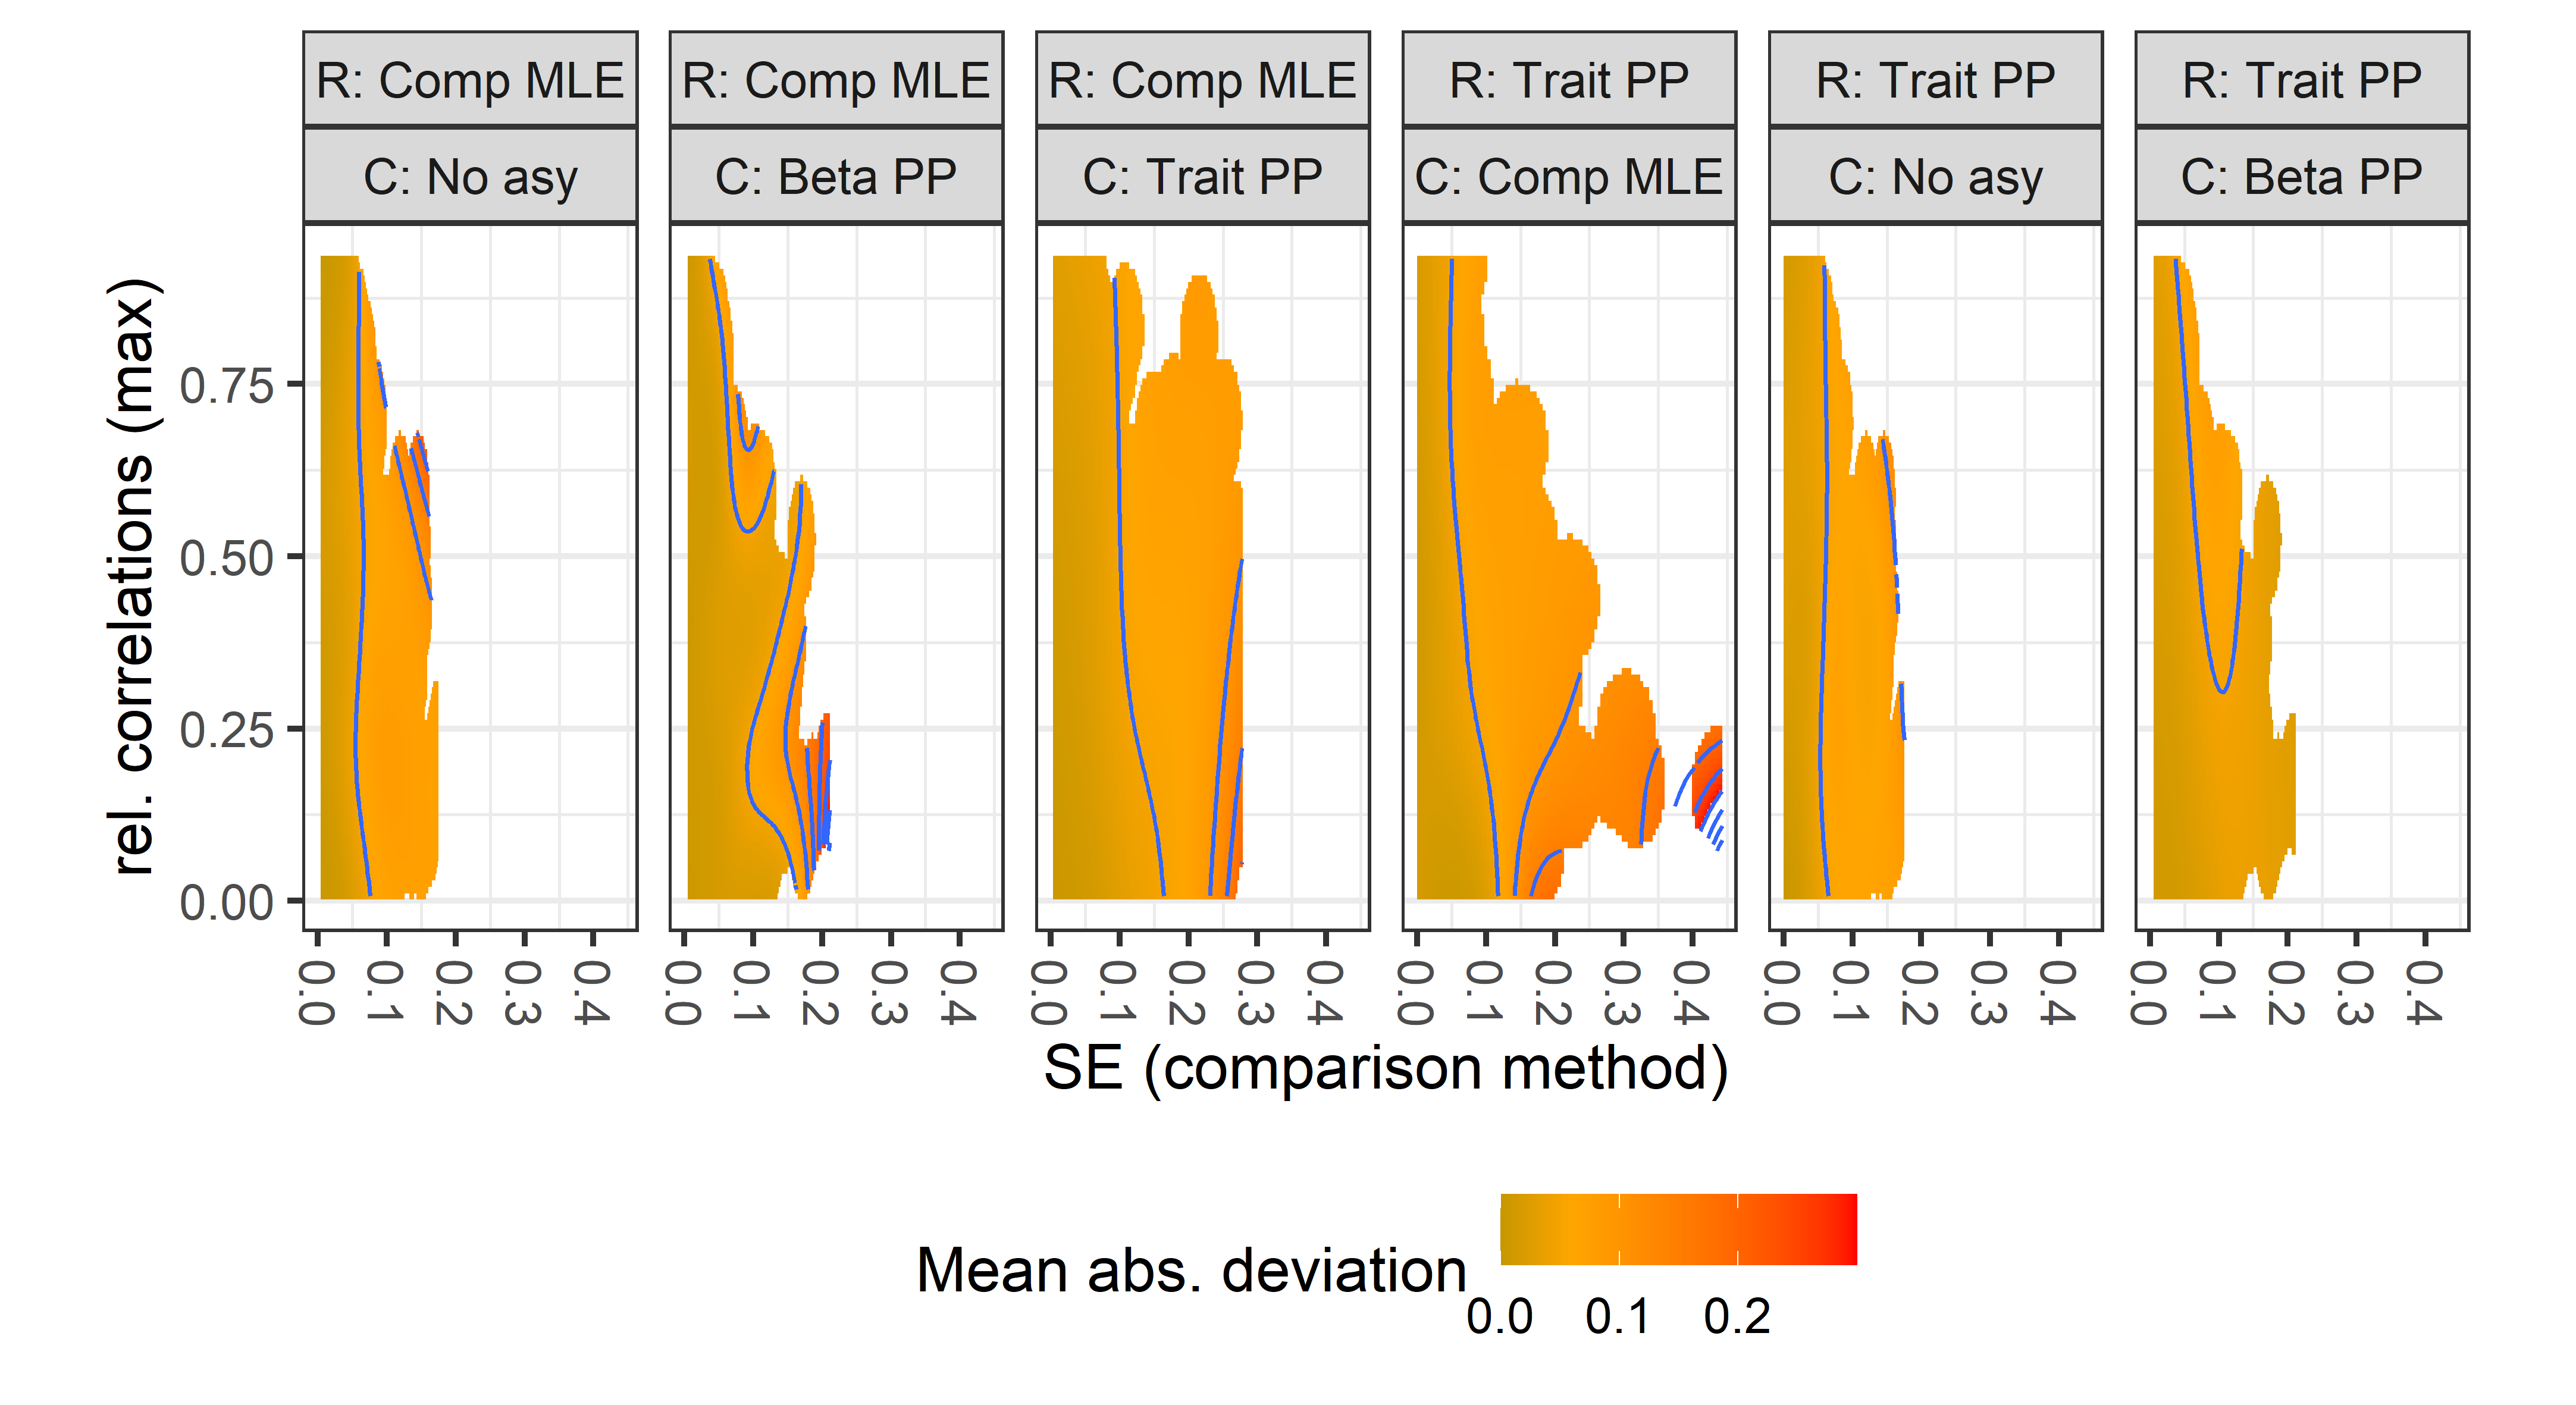 R: Comp MLE R: Comp MLE R: Comp MLE R: Trait PP R: Trait PP R: Trait PP
C: No asy C: Beta PP C: Trait PP C: Comp MLE C: No asy C: Beta PP
rel. correlations (max)
0.75
0.50
0.25
0.00
0.0 0.1 0.2 0.3 0.4 0.0 0.1 0.2 0.3 0.4 0.0 0.1 0.2 0.3 0.4 0.0 0.1 0.2 0.3 0.4 0.0 0.1 0.2 0.3 0.4 0.0 0.1 0.2 0.3 0.4
SE (comparison method)
Mean abs. deviation
0.0 0.1 0.2